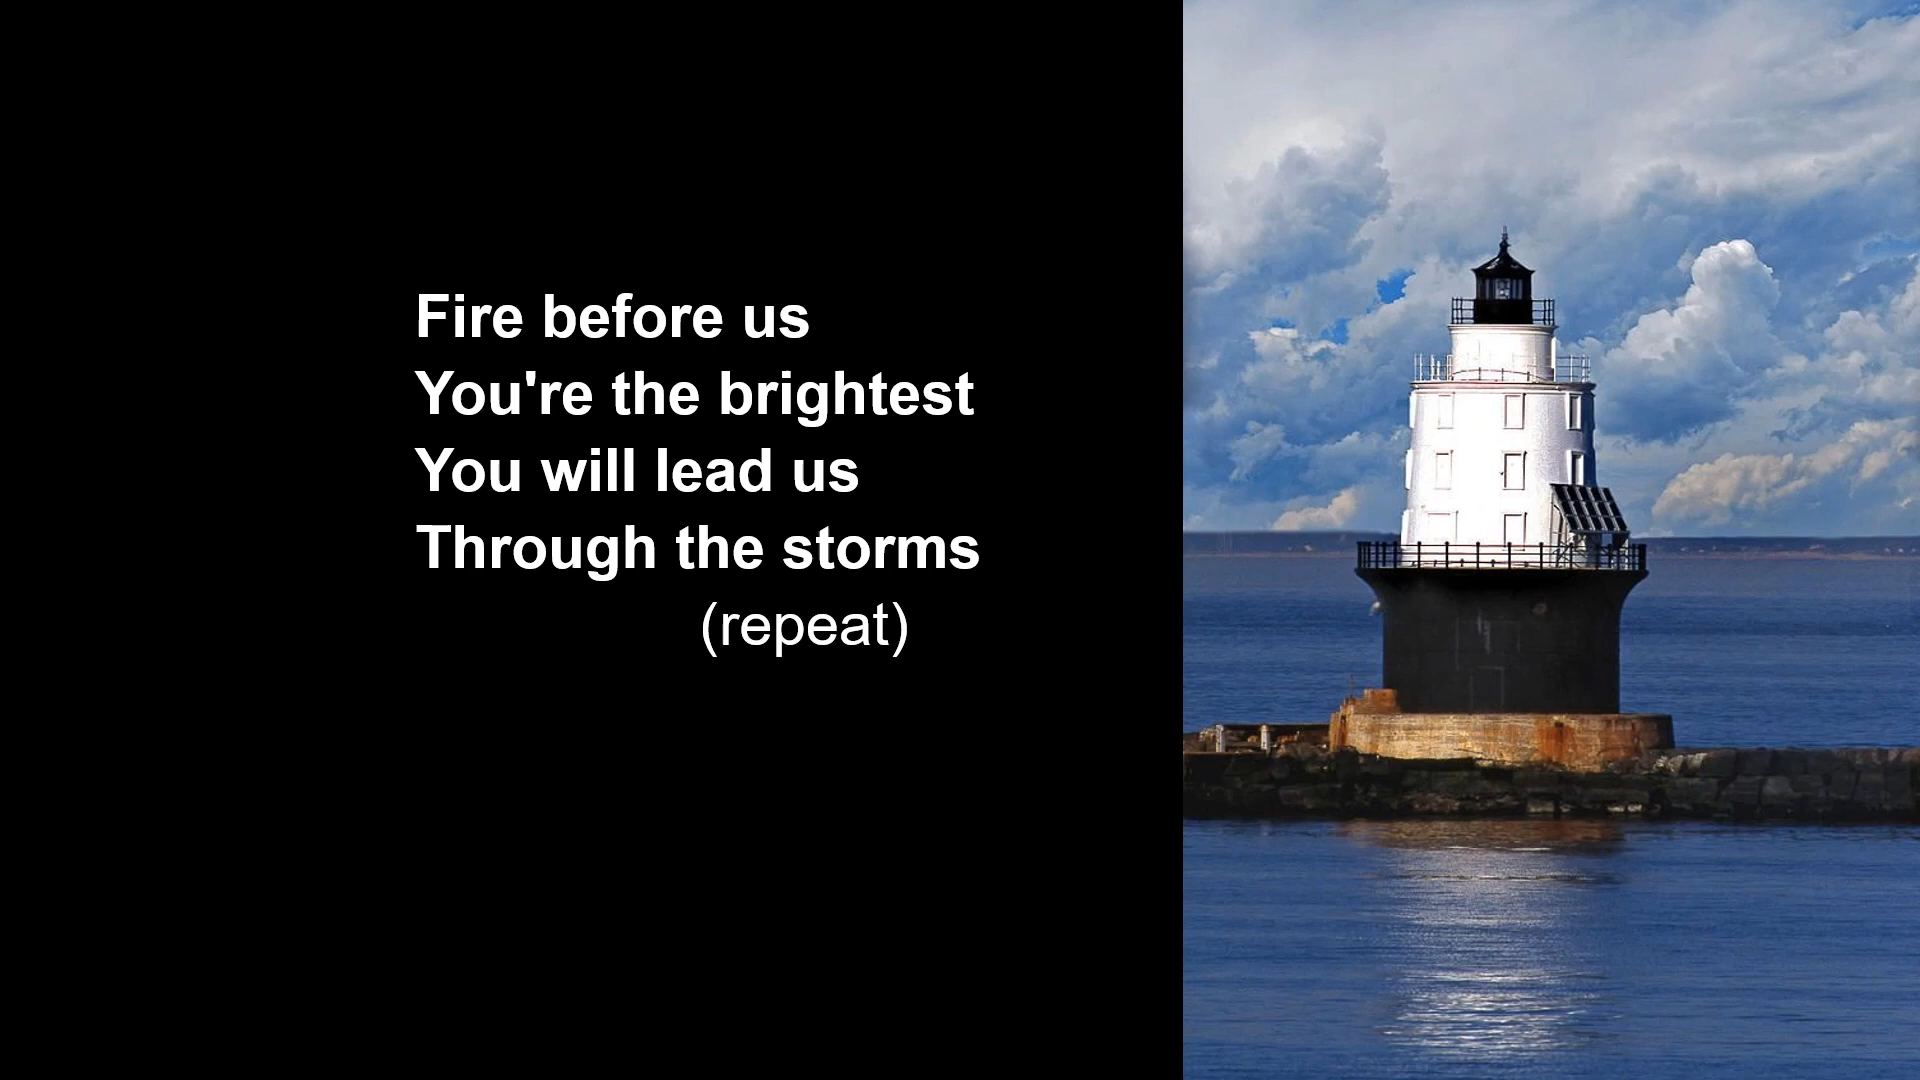 Fire before us
You're the brightest
You will lead us
Through the storms
(repeat)